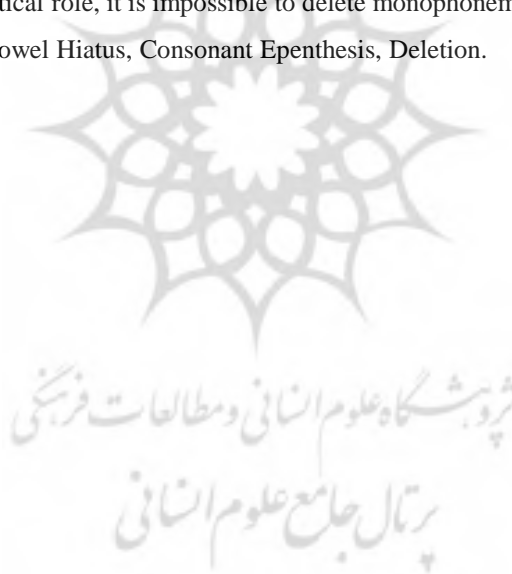 tical role, it is impossible to delete monophonem
owel Hiatus, Consonant Epenthesis, Deletion.
پژوهشگاه علوم انسانی و مطالعات فرهنگی
پرتال جامع علوم انسانی